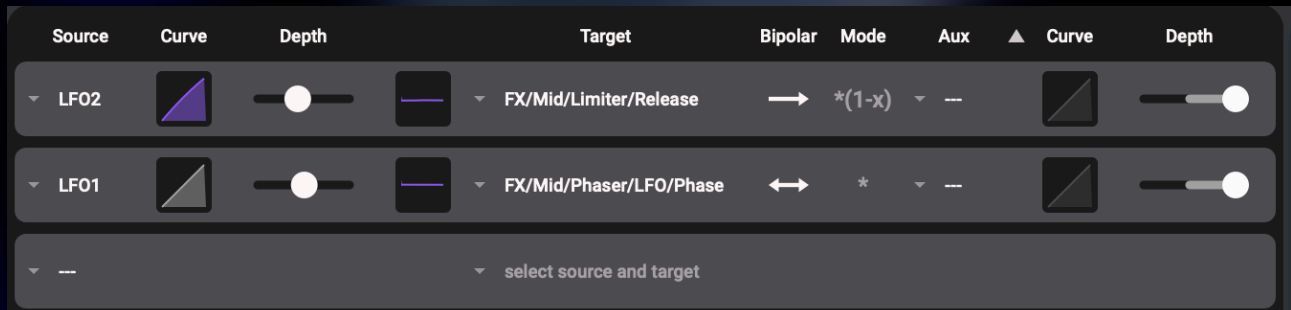 Source Curve Depth Target Bipolar Mode Aux Curve Depth
LFO2 FX/Mid/Limiter/Release *(1-x) ---
LFO1 FX/Mid/Phaser/LFO/Phase * ---
--- select source and target